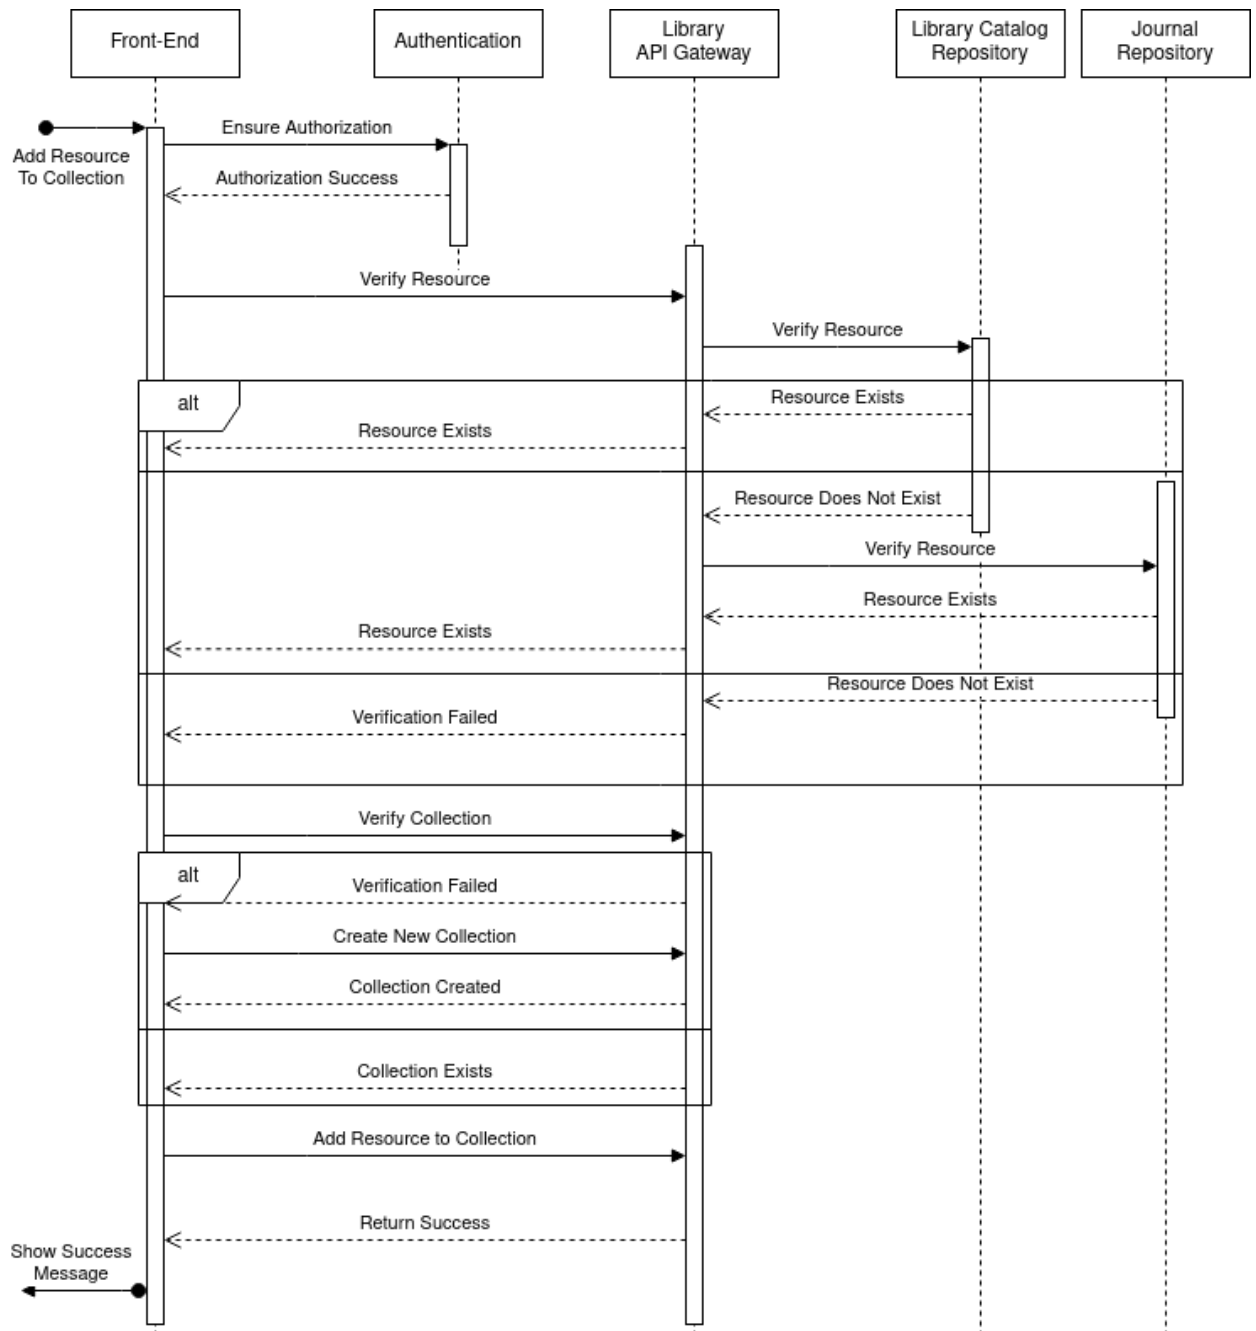 Front-End
Authentication
Library
API Gateway
Library Catalog
Repository
Journal
Repository
Ensure Authorization
Add Resource
To Collection
Authorization Success
Verify Resource
Verify Resource
alt
Resource Exists
Resource Exists
Resource Does Not Exist
Verify Resource
Resource Exists
Resource Exists
Resource Does Not Exist
Verification Failed
Verify Collection
alt
Verification Failed
Create New Collection
Collection Created
Collection Exists
Add Resource to Collection
Return Success
Show Success
Message